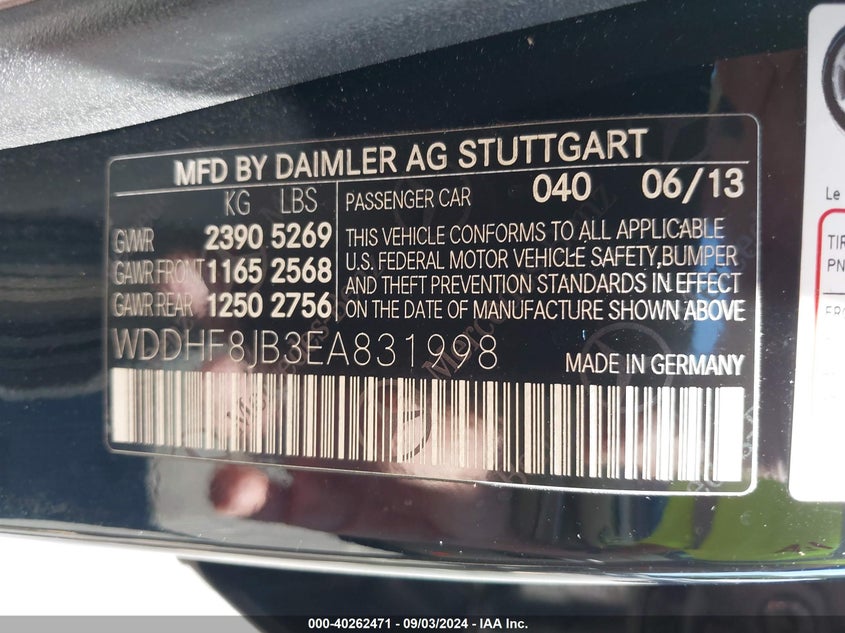 MFD BY DAIMLER AG STUTTGART
KG LBS
PASSENGER CAR 040 06/13
GVWR 2390 5269
GAWR FRONT 1165 2568
GAWR REAR 1250 2756
THIS VEHICLE CONFORMS TO ALL APPLICABLE
U.S. FEDERAL MOTOR VEHICLE SAFETY,BUMPER
AND THEFT PREVENTION STANDARDS IN EFFECT
ON THE DATE OF MANUFACTURE SHOWN ABOVE
WDDHF8JB3EA831998
MADE IN GERMANY
Le
TIR
PN
000-40262471 - 09/03/2024 - IAA Inc.